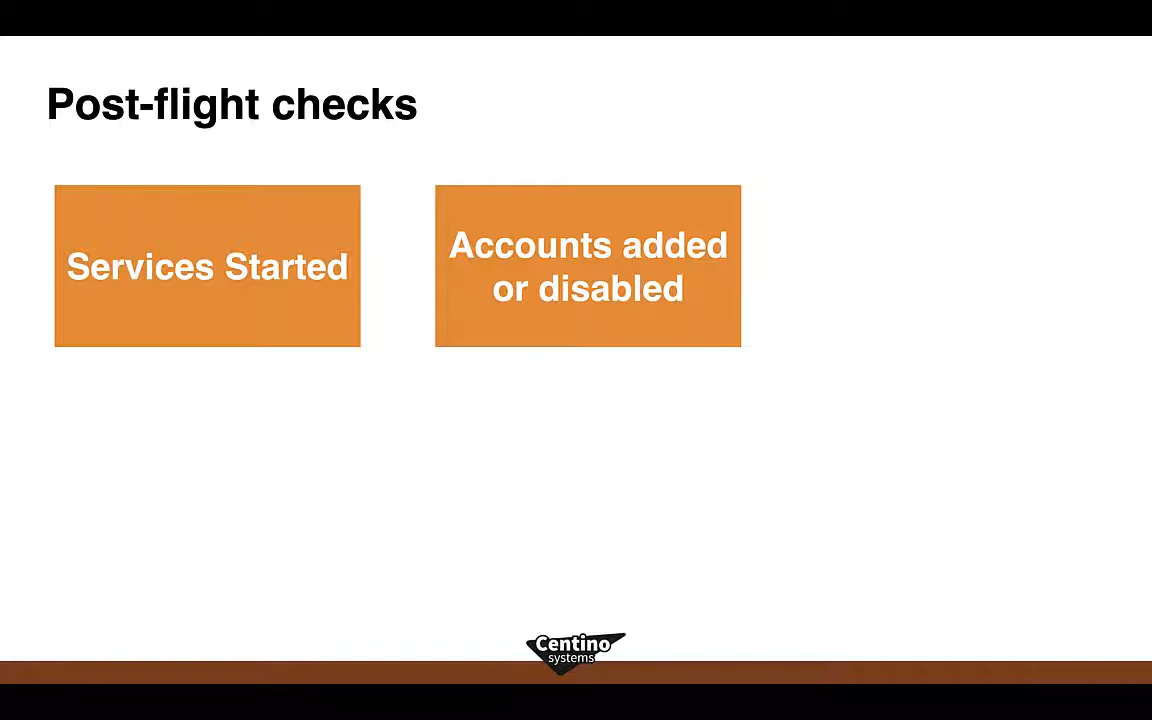 Post-flight checks
Services Started
Accounts added
or disabled
Centino
systems